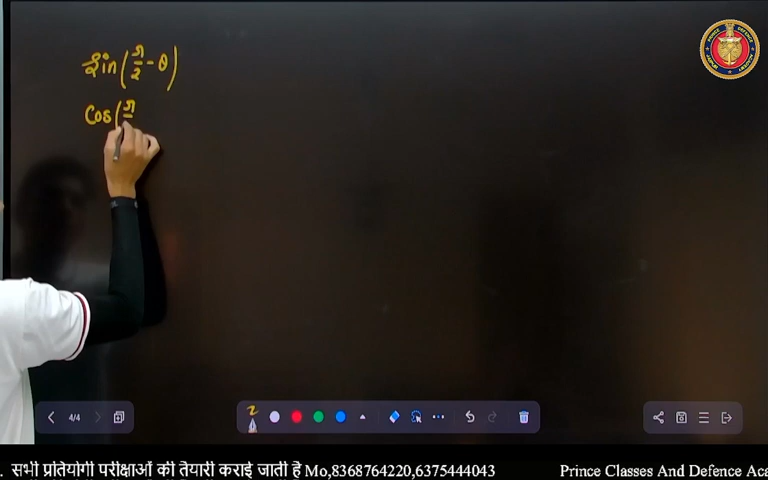 sin(π/2 - θ)
cos(π/
4/4
. सभी प्रतियोगी परीक्षाओं की तैयारी कराई जाती है Mo,8368764220,6375444043 Prince Classes And Defence Aca